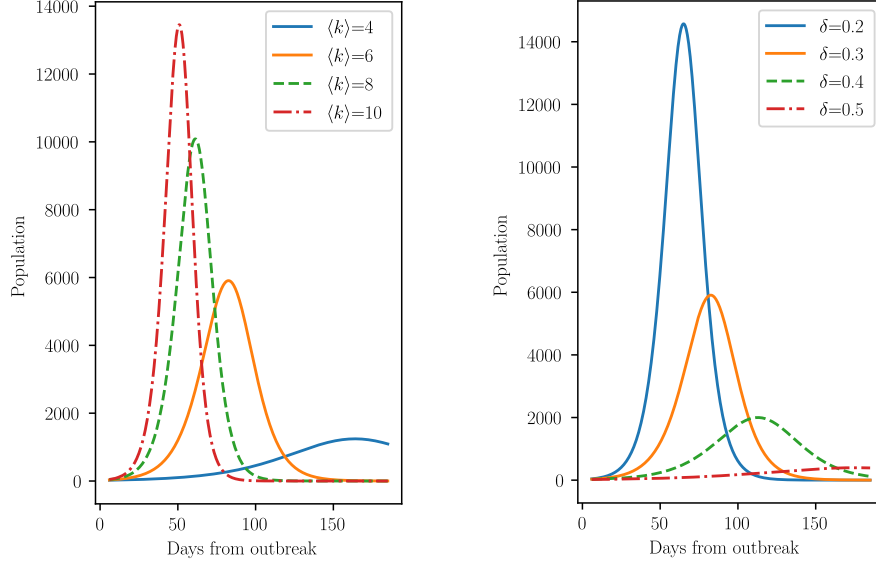 14000
12000
10000
8000
6000
4000
2000
0
Population
0
50
100
150
Days from outbreak
⟨k⟩=4
⟨k⟩=6
⟨k⟩=8
⟨k⟩=10
14000
12000
10000
8000
6000
4000
2000
0
Population
0
50
100
150
Days from outbreak
δ=0.2
δ=0.3
δ=0.4
δ=0.5